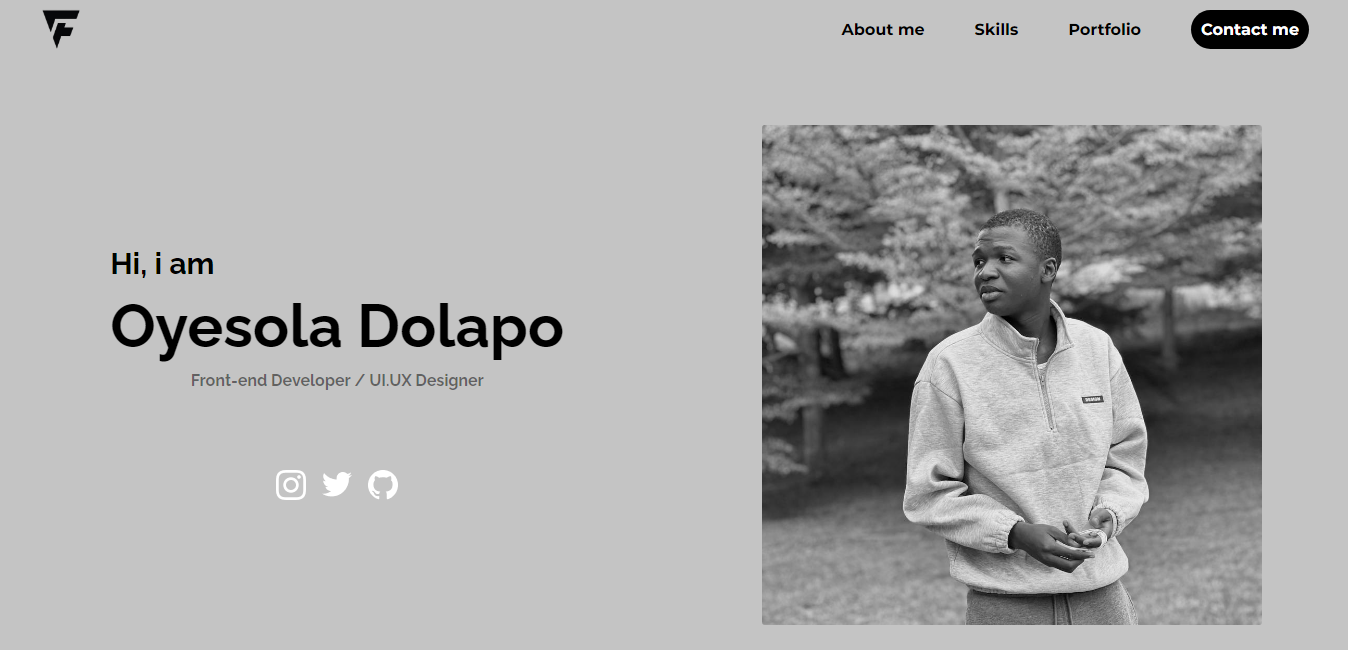 About me
Skills
Portfolio
Contact me
Hi, i am
Oyesola Dolapo
Front-end Developer / UI.UX Designer